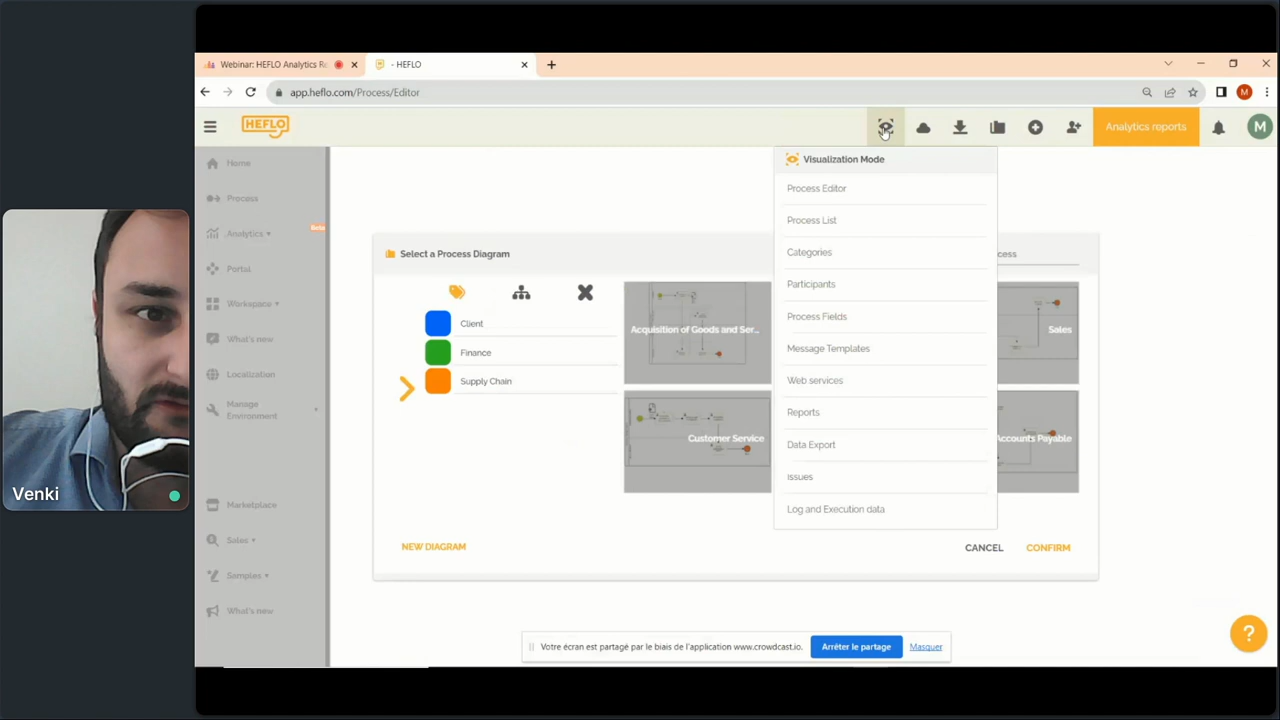 Webinar: HEFLO Analytics Re
- HEFLO
app.heflo.com/Process/Editor
HEFLO
Analytics reports
M
M
Home
Process
Analytics
Beta
Portal
Workspace
What's new
Localization
Manage
Environment
Marketplace
Sales
Samples
What's new
Select a Process Diagram
Client
Finance
Supply Chain
Acquisition of Goods and Ser...
Customer Service
cess
Sales
Accounts Payable
NEW DIAGRAM
CANCEL
CONFIRM
Visualization Mode
Process Editor
Process List
Categories
Participants
Process Fields
Message Templates
Web services
Reports
Data Export
Issues
Log and Execution data
Votre écran est partagé par le biais de l'application www.crowdcast.io.
Arrêter le partage
Masquer
?
Venki